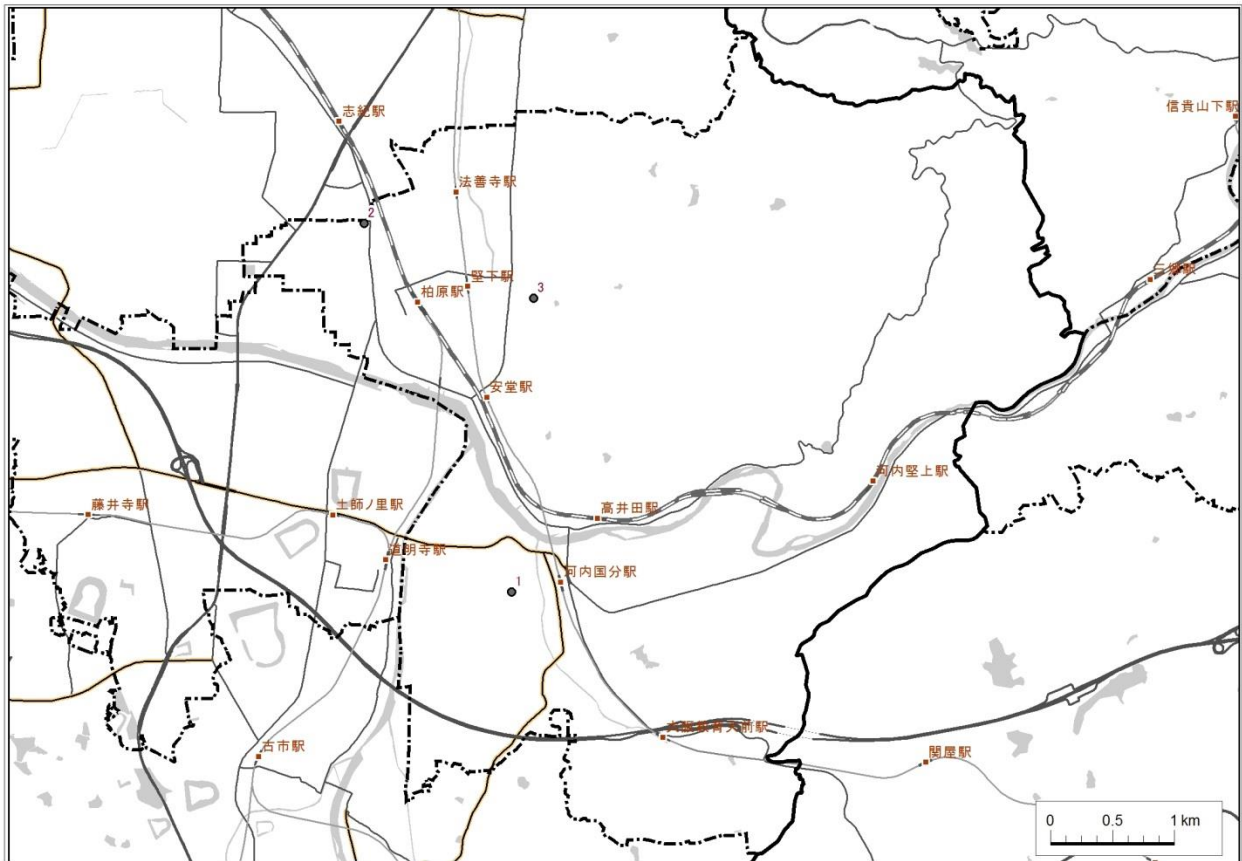 志紀駅
信貴山下駅
法善寺駅
2
三郷駅
堅下駅
柏原駅
3
安堂駅
河内堅上駅
藤井寺駅
土師ノ里駅
高井田駅
道明寺駅
河内国分駅
1
大阪教育大前駅
古市駅
関屋駅
0 0.5 1 km